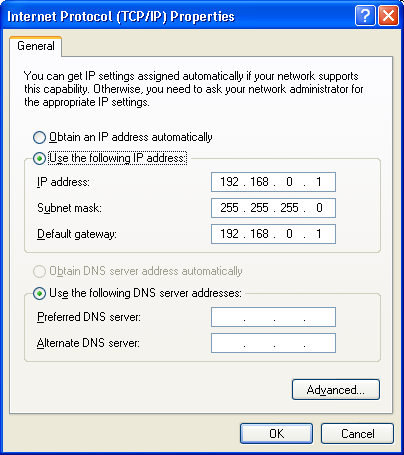 Internet Protocol (TCP/IP) Properties
General
You can get IP settings assigned automatically if your network supports
this capability. Otherwise, you need to ask your network administrator for
the appropriate IP settings.
Obtain an IP address automatically
Use the following IP address:
IP address: 192 . 168 . 0 . 1
Subnet mask: 255 . 255 . 255 . 0
Default gateway: 192 . 168 . 0 . 1
Obtain DNS server address automatically
Use the following DNS server addresses:
Preferred DNS server: . . .
Alternate DNS server: . . .
Advanced...
OK Cancel